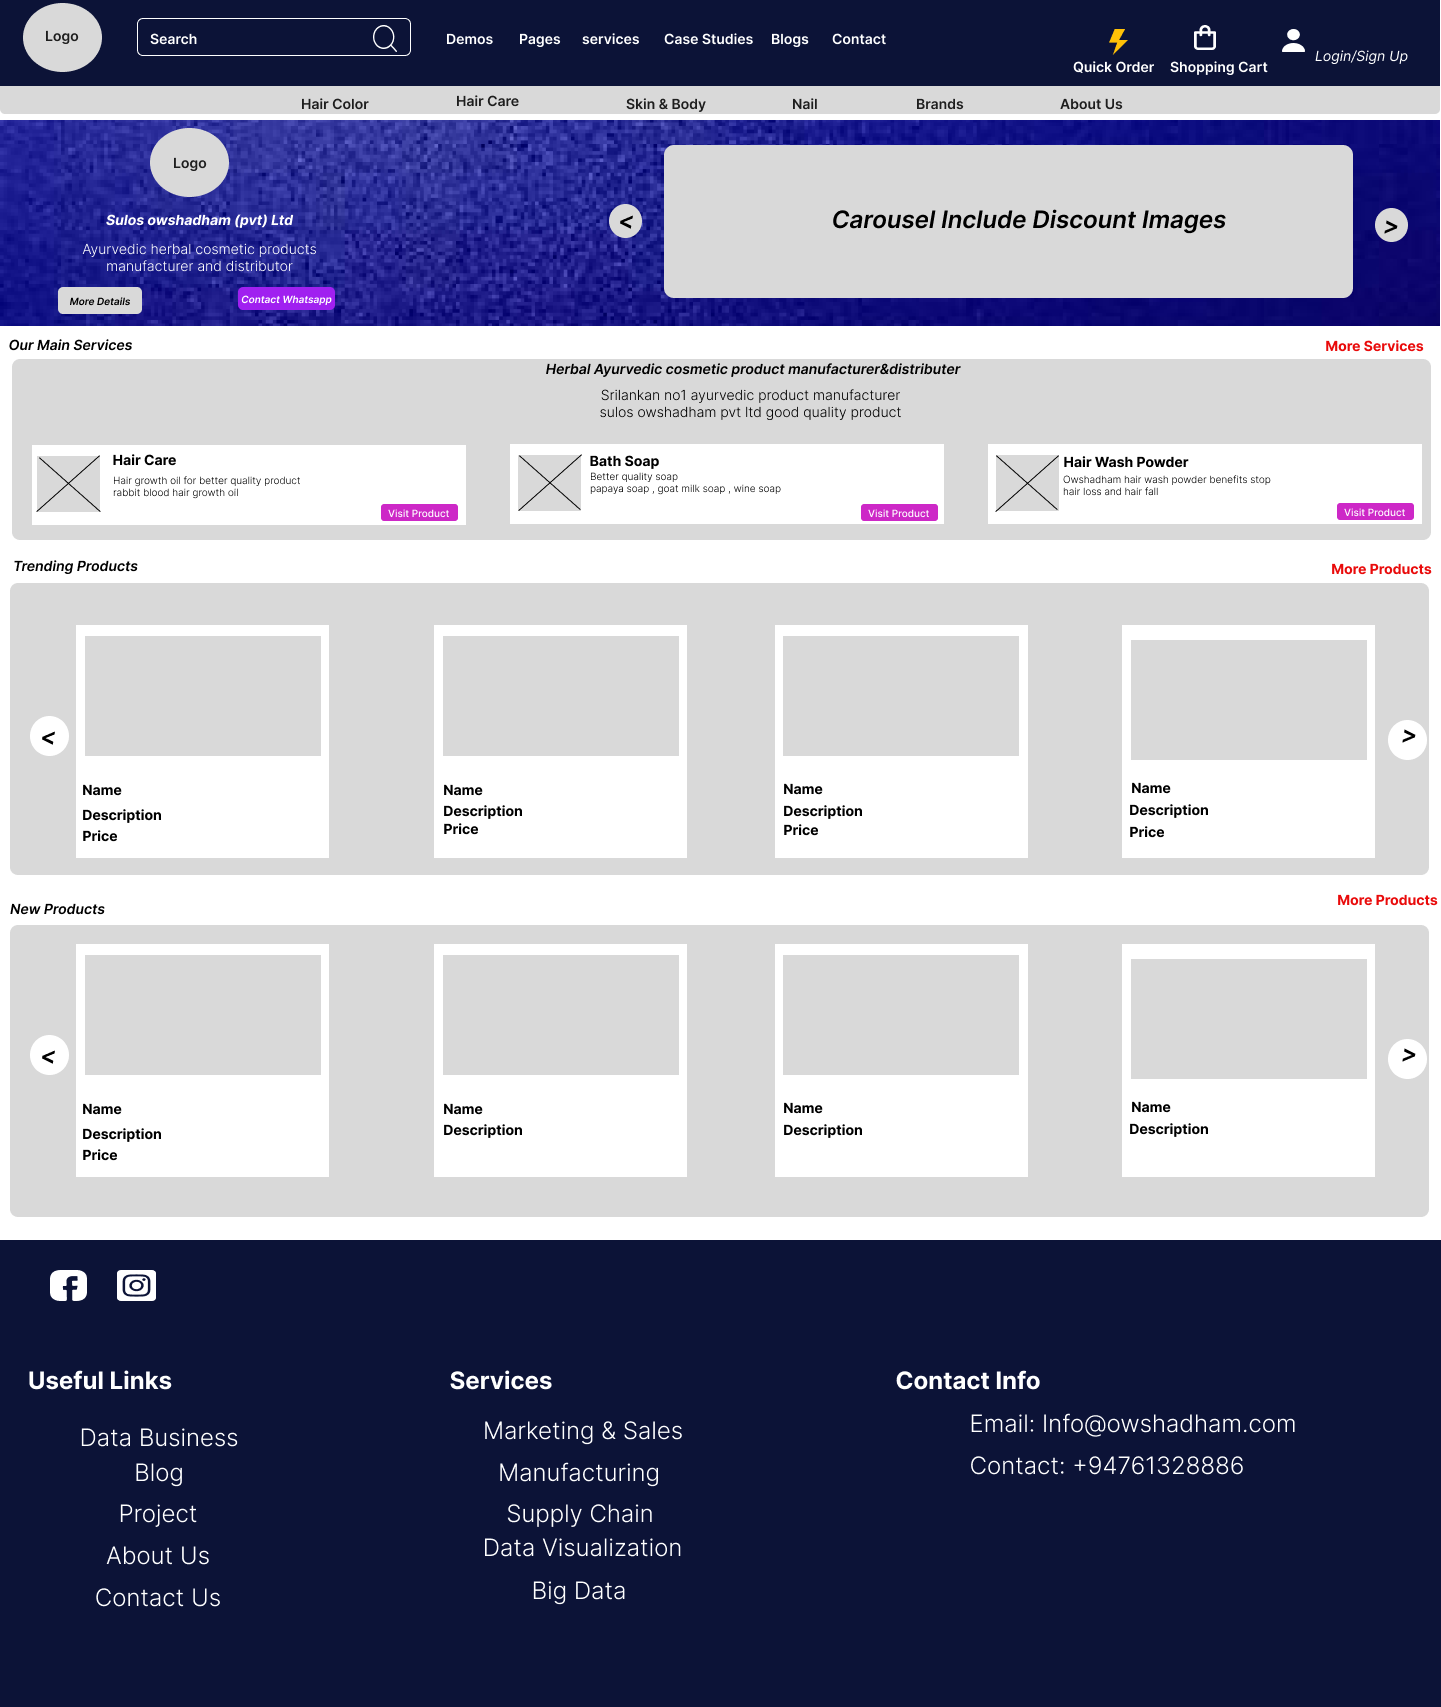 Logo
Search
Demos Pages services Case Studies Blogs Contact
Quick Order Shopping Cart Login/Sign Up
Hair Color Hair Care Skin & Body Nail Brands About Us
Logo
Sulos owshadham (pvt) Ltd
Ayurvedic herbal cosmetic products
manufacturer and distributor
More Details Contact Whatsapp
<
Carousel Include Discount Images
>
Our Main Services More Services
Herbal Ayurvedic cosmetic product manufacturer&distributer
Srilankan no1 ayurvedic product manufacturer
sulos owshadham pvt ltd good quality product
Hair Care
Hair growth oil for better quality product
rabbit blood hair growth oil
Visit Product
Bath Soap
Better quality soap
papaya soap , goat milk soap , wine soap
Visit Product
Hair Wash Powder
Owshadham hair wash powder benefits stop
hair loss and hair fall
Visit Product
Trending Products More Products
<
Name
Description
Price
Name
Description
Price
Name
Description
Price
Name
Description
Price
>
New Products More Products
<
Name
Description
Price
Name
Description
Name
Description
Name
Description
>
Useful Links
Data Business
Blog
Project
About Us
Contact Us
Services
Marketing & Sales
Manufacturing
Supply Chain
Data Visualization
Big Data
Contact Info
Email: Info@owshadham.com
Contact: +94761328886